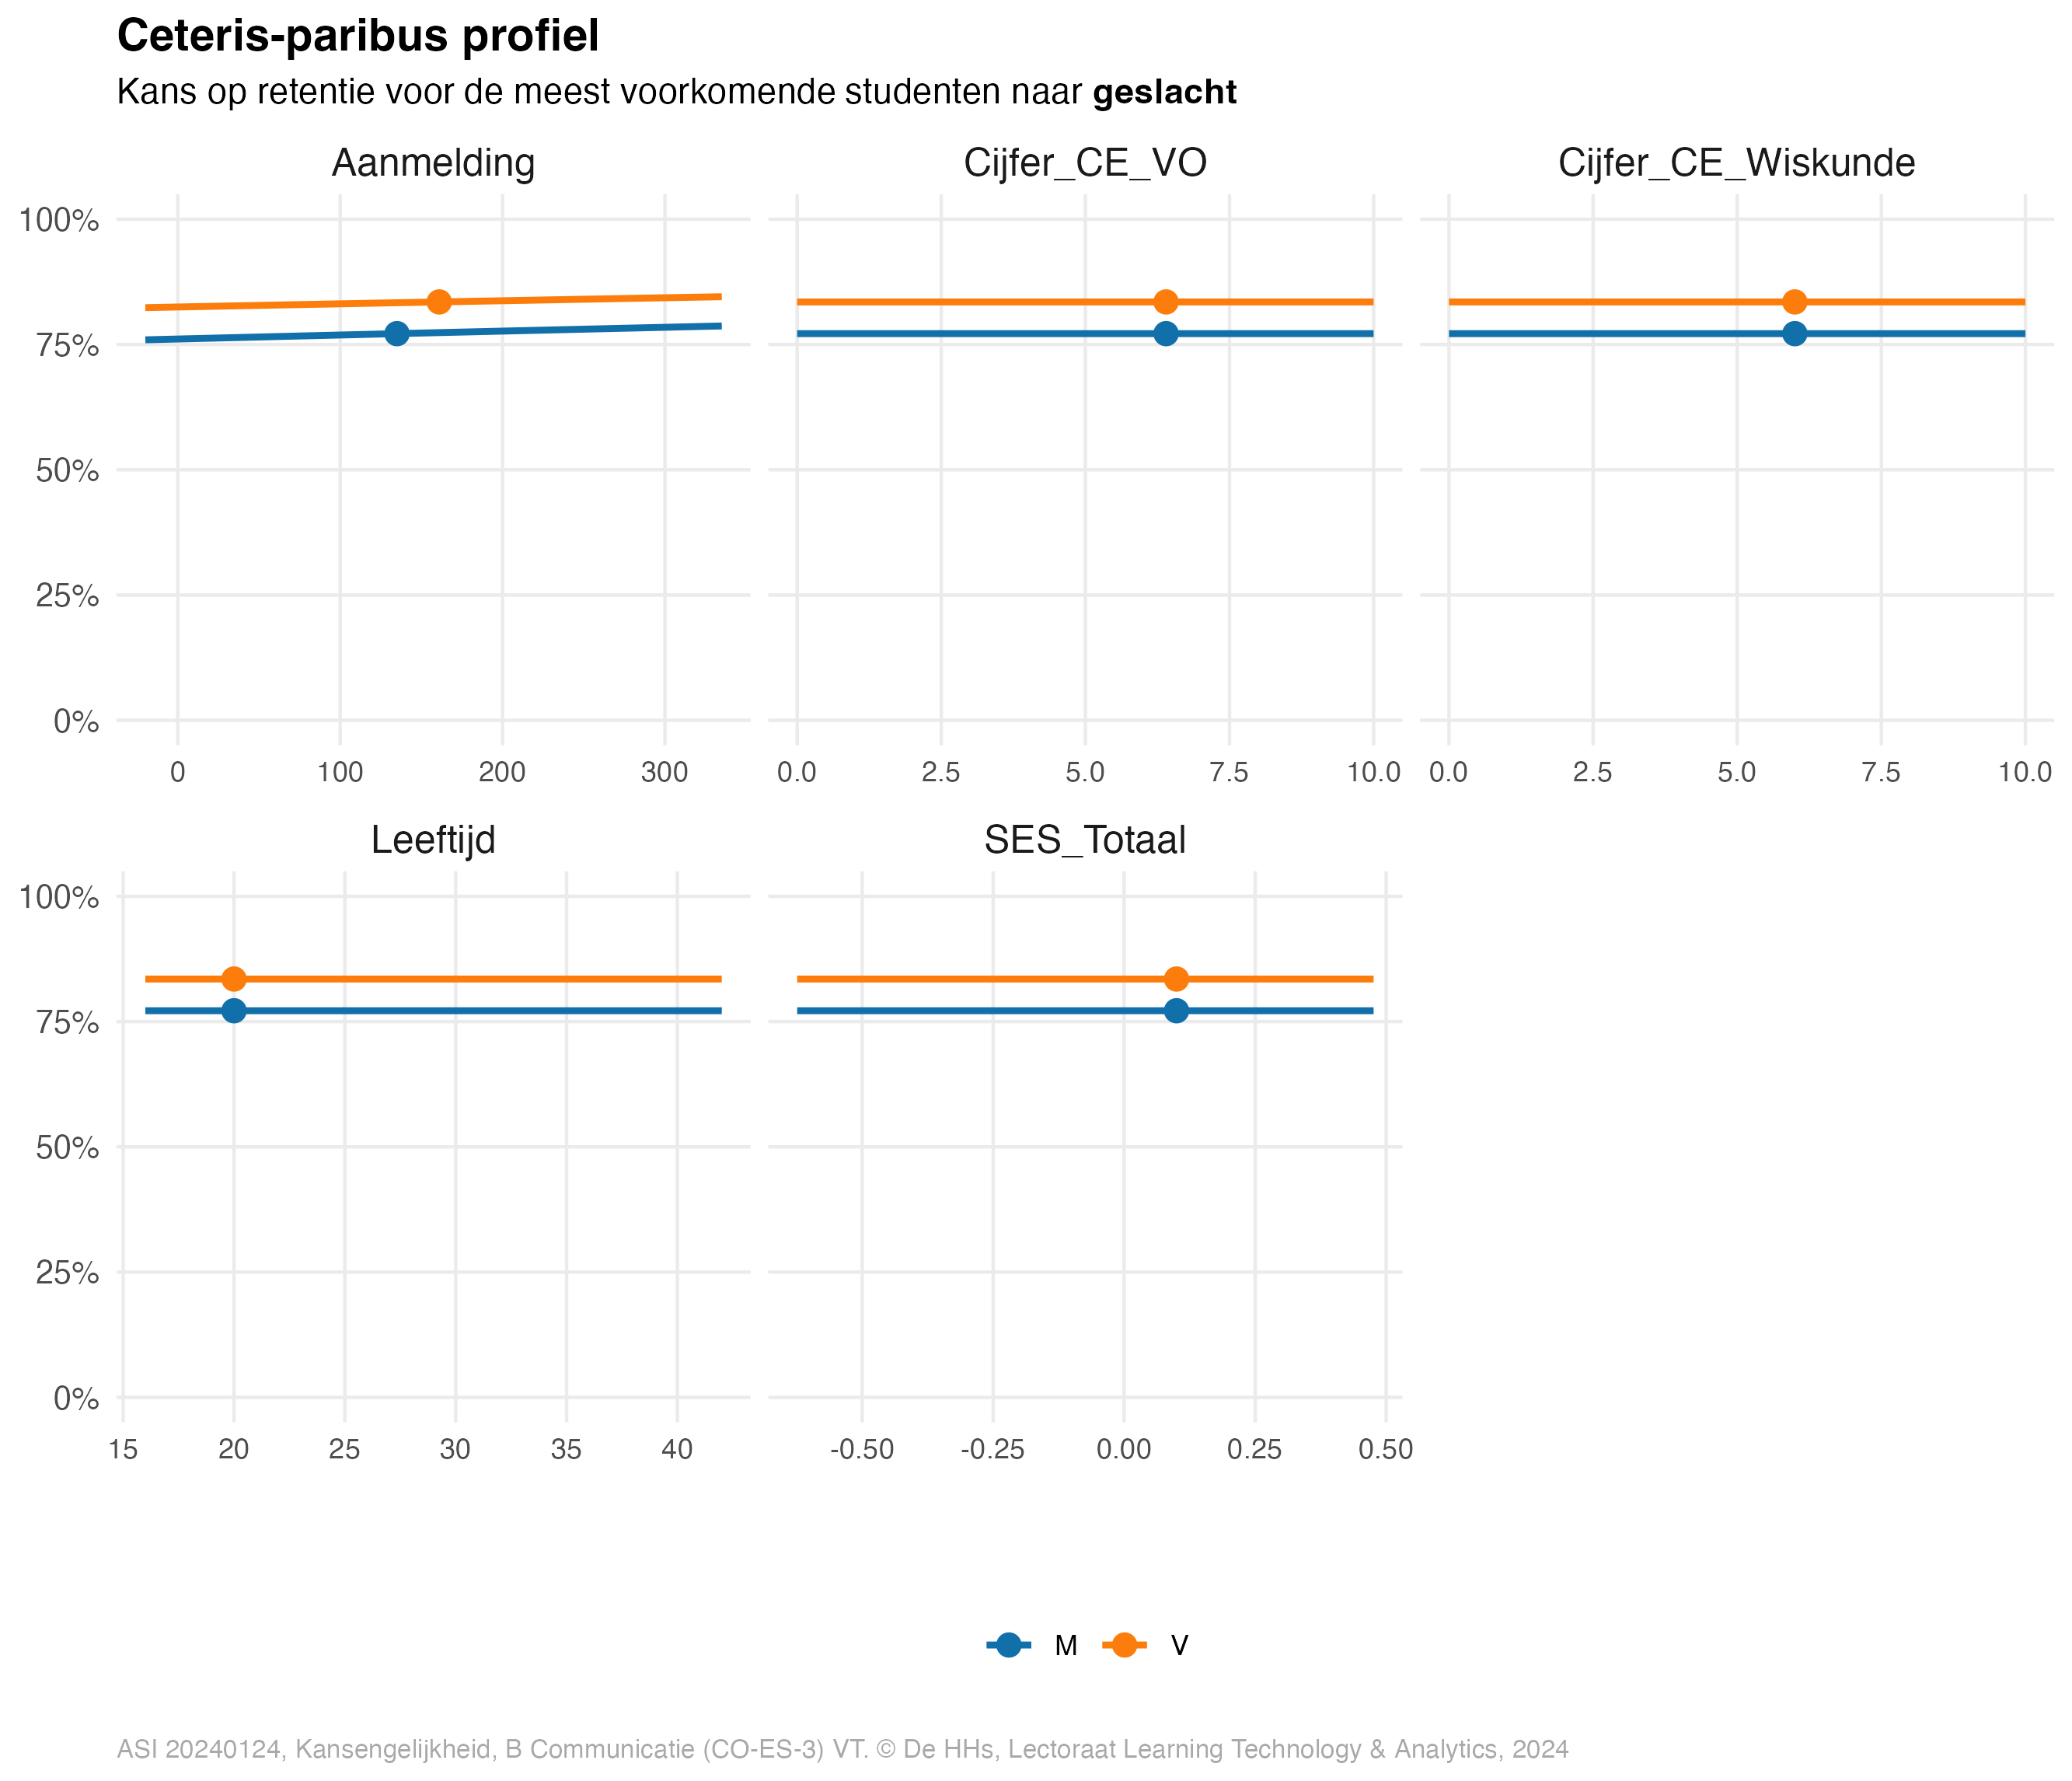 Ceteris-paribus profiel
Kans op retentie voor de meest voorkomende studenten naar geslacht
Aanmelding Cijfer_CE_VO Cijfer_CE_Wiskunde
100%
75%
50%
25%
0%
0 100 200 300 0.0 2.5 5.0 7.5 10.0 0.0 2.5 5.0 7.5 10.0
Leeftijd SES_Totaal
100%
75%
50%
25%
0%
15 20 25 30 35 40 -0.50 -0.25 0.00 0.25 0.50
M V
ASI 20240124, Kansengelijkheid, B Communicatie (CO-ES-3) VT. © De HHs, Lectoraat Learning Technology & Analytics, 2024